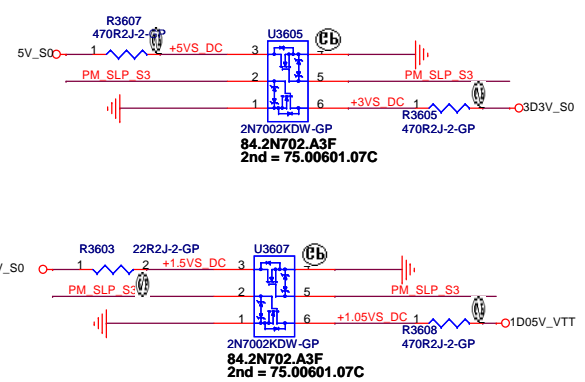 R3607
470R2J-2-GP
5V_S0
1
+5VS_DC
3
U3605
PM_SLP_S3
2
5
PM_SLP_S3
1
6
+3VS_DC
1
3D3V_S0
R3605
470R2J-2-GP
2N7002KDW-GP
84.2N702.A3F
2nd = 75.00601.07C
R3603
22R2J-2-GP
U3607
V_S0
1
2
+1.5VS_DC
3
PM_SLP_S3
2
5
PM_SLP_S3
1
6
+1.05VS_DC
1
1D05V_VTT
R3608
470R2J-2-GP
2N7002KDW-GP
84.2N702.A3F
2nd = 75.00601.07C